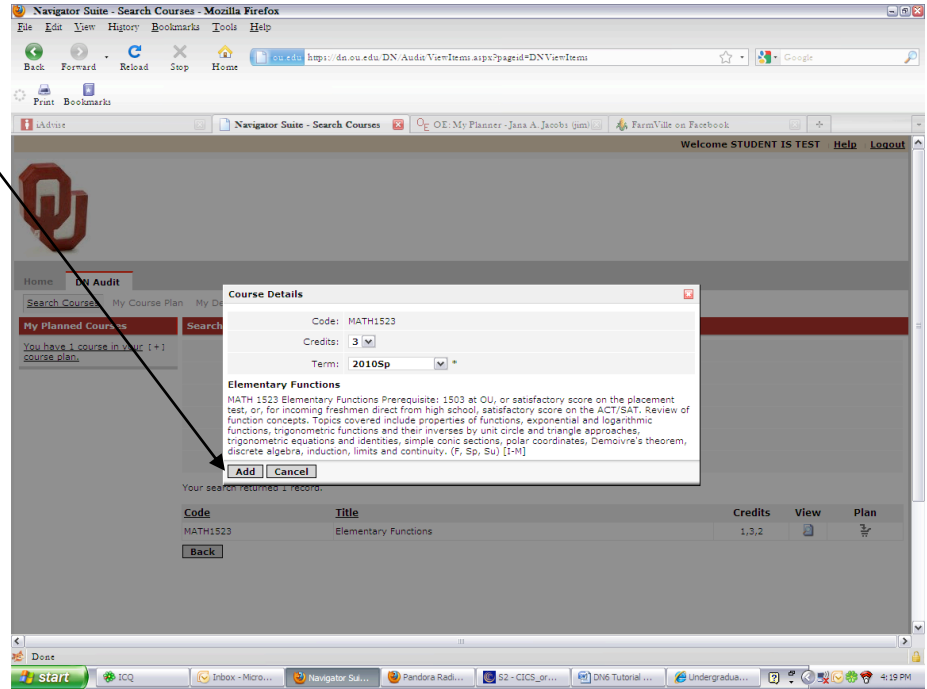 Navigator Suite - Search Courses - Mozilla Firefox
File Edit View History Bookmarks Tools Help
Back Forward Reload Stop Home ou.edu https://dn.ou.edu/DN/Audit/ViewItems.aspx?pageid=DNViewItems Google
Print Bookmarks
iAdvise Navigator Suite - Search Courses OE OE: My Planner - Jana A. Jacobs (jim) FarmVille on Facebook
Welcome STUDENT IS TEST Help Logout
Home DN Audit
Search Courses My Course Plan My De
My Planned Courses Search
You have 1 course in your [+]
course plan.
Course Details
Code: MATH1523
Credits: 3
Term: 2010Sp *
Elementary Functions
MATH 1523 Elementary Functions Prerequisite: 1503 at OU, or satisfactory score on the placement
test, or, for incoming freshmen direct from high school, satisfactory score on the ACT/SAT. Review of
function concepts. Topics covered include properties of functions, exponential and logarithmic
functions, trigonometric functions and their inverses by unit circle and triangle approaches,
trigonometric equations and identities, simple conic sections, polar coordinates, Demoivre's theorem,
discrete algebra, induction, limits and continuity. (F, Sp, Su) [I-M]
Add Cancel
Your search returned 1 record.
Code Title Credits View Plan
MATH1523 Elementary Functions 1,3,2
Back
Done
start ICQ Inbox - Micro... Navigator Sui... Pandora Radi... S2 - CICS_or... DN6 Tutorial ... Undergradua... 4:19 PM